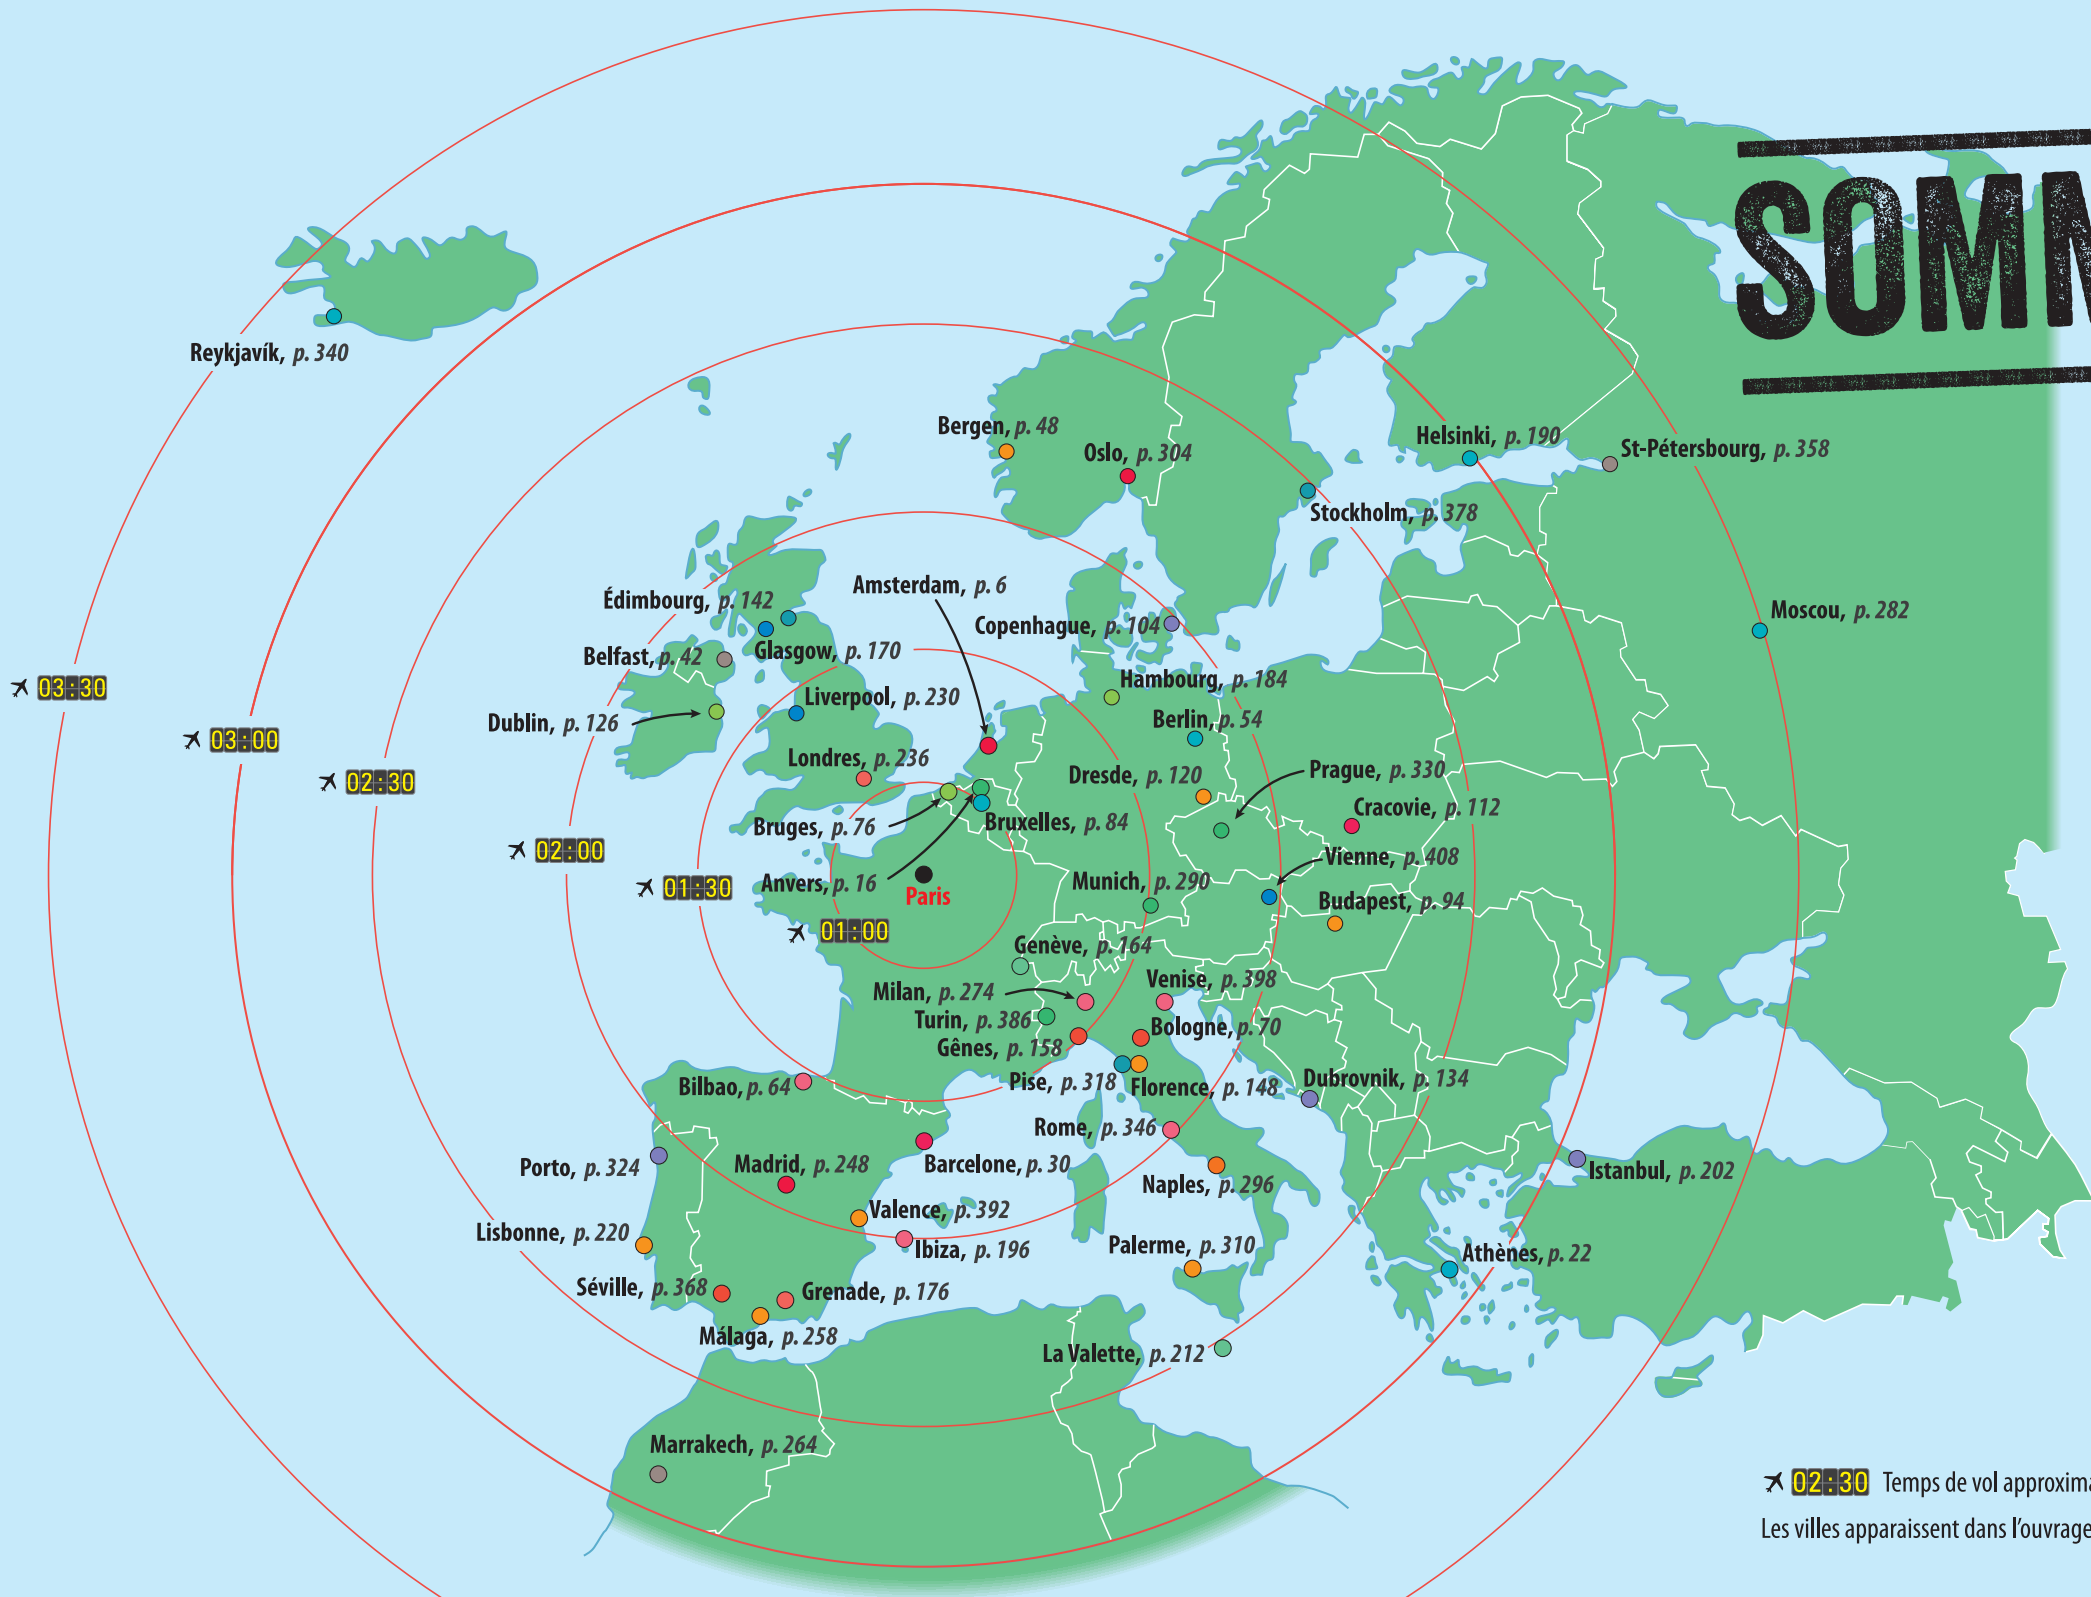 SOMM
Reykjavík, p. 340
Bergen, p. 48
Oslo, p. 304
Helsinki, p. 190
St-Pétersbourg, p. 358
Stockholm, p. 378
Amsterdam, p. 6
Édimbourg, p. 142
Moscou, p. 282
Copenhague, p. 104
Belfast, p. 42
Glasgow, p. 170
Hambourg, p. 184
03:30
Liverpool, p. 230
Dublin, p. 126
Berlin, p. 54
03:00
Londres, p. 236
Dresde, p. 120
Prague, p. 330
02:30
Cracovie, p. 112
Bruges, p. 76
Bruxelles, p. 84
02:00
Vienne, p. 408
01:30
Anvers, p. 16
Paris
Munich, p. 290
Budapest, p. 94
01:00
Genève, p. 164
Venise, p. 398
Milan, p. 274
Turin, p. 386
Bologne, p. 70
Gênes, p. 158
Pise, p. 318
Florence, p. 148
Dubrovnik, p. 134
Bilbao, p. 64
Rome, p. 346
Porto, p. 324
Madrid, p. 248
Barcelone, p. 30
Istanbul, p. 202
Naples, p. 296
Valence, p. 392
Lisbonne, p. 220
Ibiza, p. 196
Palerme, p. 310
Athènes, p. 22
Séville, p. 368
Grenade, p. 176
Málaga, p. 258
La Valette, p. 212
Marrakech, p. 264
02:30 Temps de vol approxima
Les villes apparaissent dans l'ouvrage